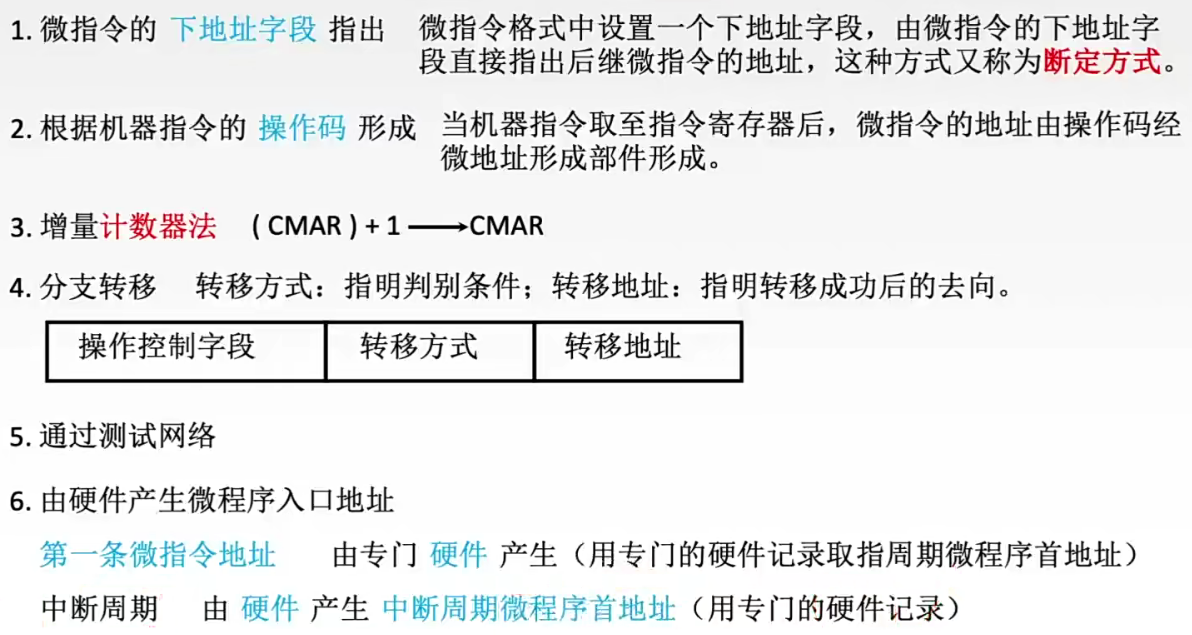 1. 微指令的 下地址字段 指出 微指令格式中设置一个下地址字段，由微指令的下地址字
段直接指出后继微指令的地址，这种方式又称为断定方式。
2. 根据机器指令的 操作码 形成 当机器指令取至指令寄存器后，微指令的地址由操作码经
微地址形成部件形成。
3. 增量计数器法 ( CMAR ) + 1 ⟶CMAR
4. 分支转移 转移方式：指明判别条件；转移地址：指明转移成功后的去向。
操作控制字段 转移方式 转移地址
5. 通过测试网络
6. 由硬件产生微程序入口地址
第一条微指令地址 由专门 硬件 产生（用专门的硬件记录取指周期微程序首地址）
中断周期 由 硬件 产生 中断周期微程序首地址（用专门的硬件记录）